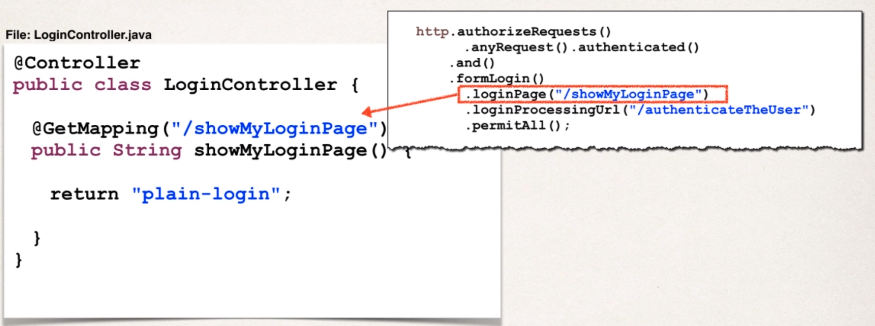 File: LoginController.java
@Controller
public class LoginController {
@GetMapping("/showMyLoginPage")
public String showMyLoginPage() {
return "plain-login";
}
}
http.authorizeRequests()
.anyRequest().authenticated()
.and()
.formLogin()
.loginPage("/showMyLoginPage")
.loginProcessingUrl("/authenticateTheUser")
.permitAll();